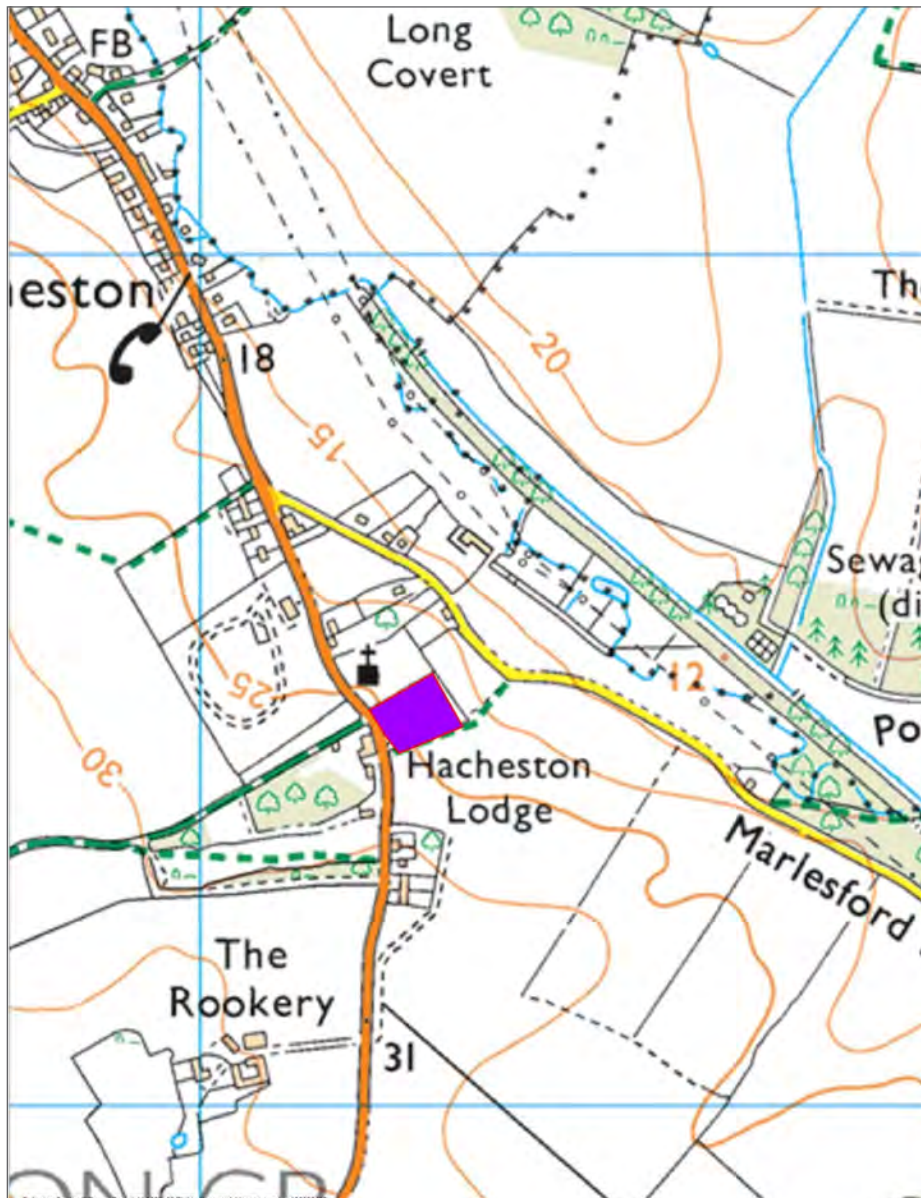 FB
Long
Covert
heston
Th
18
20
15
Sewag
(di
12
25
Po
30
Hacheston
Lodge
Marlesford
The
Rookery
31